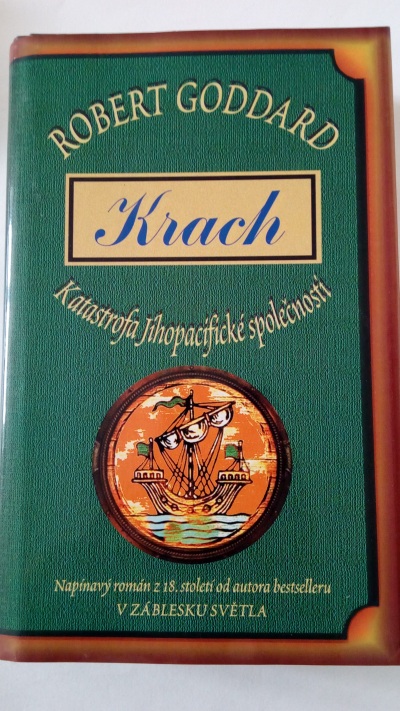 ROBERT GODDARD
Krach
Katastrofa Jihopacifické společnosti
Napínavý román z 18. století od autora bestselleru
V ZÁBLESKU SVĚTLA